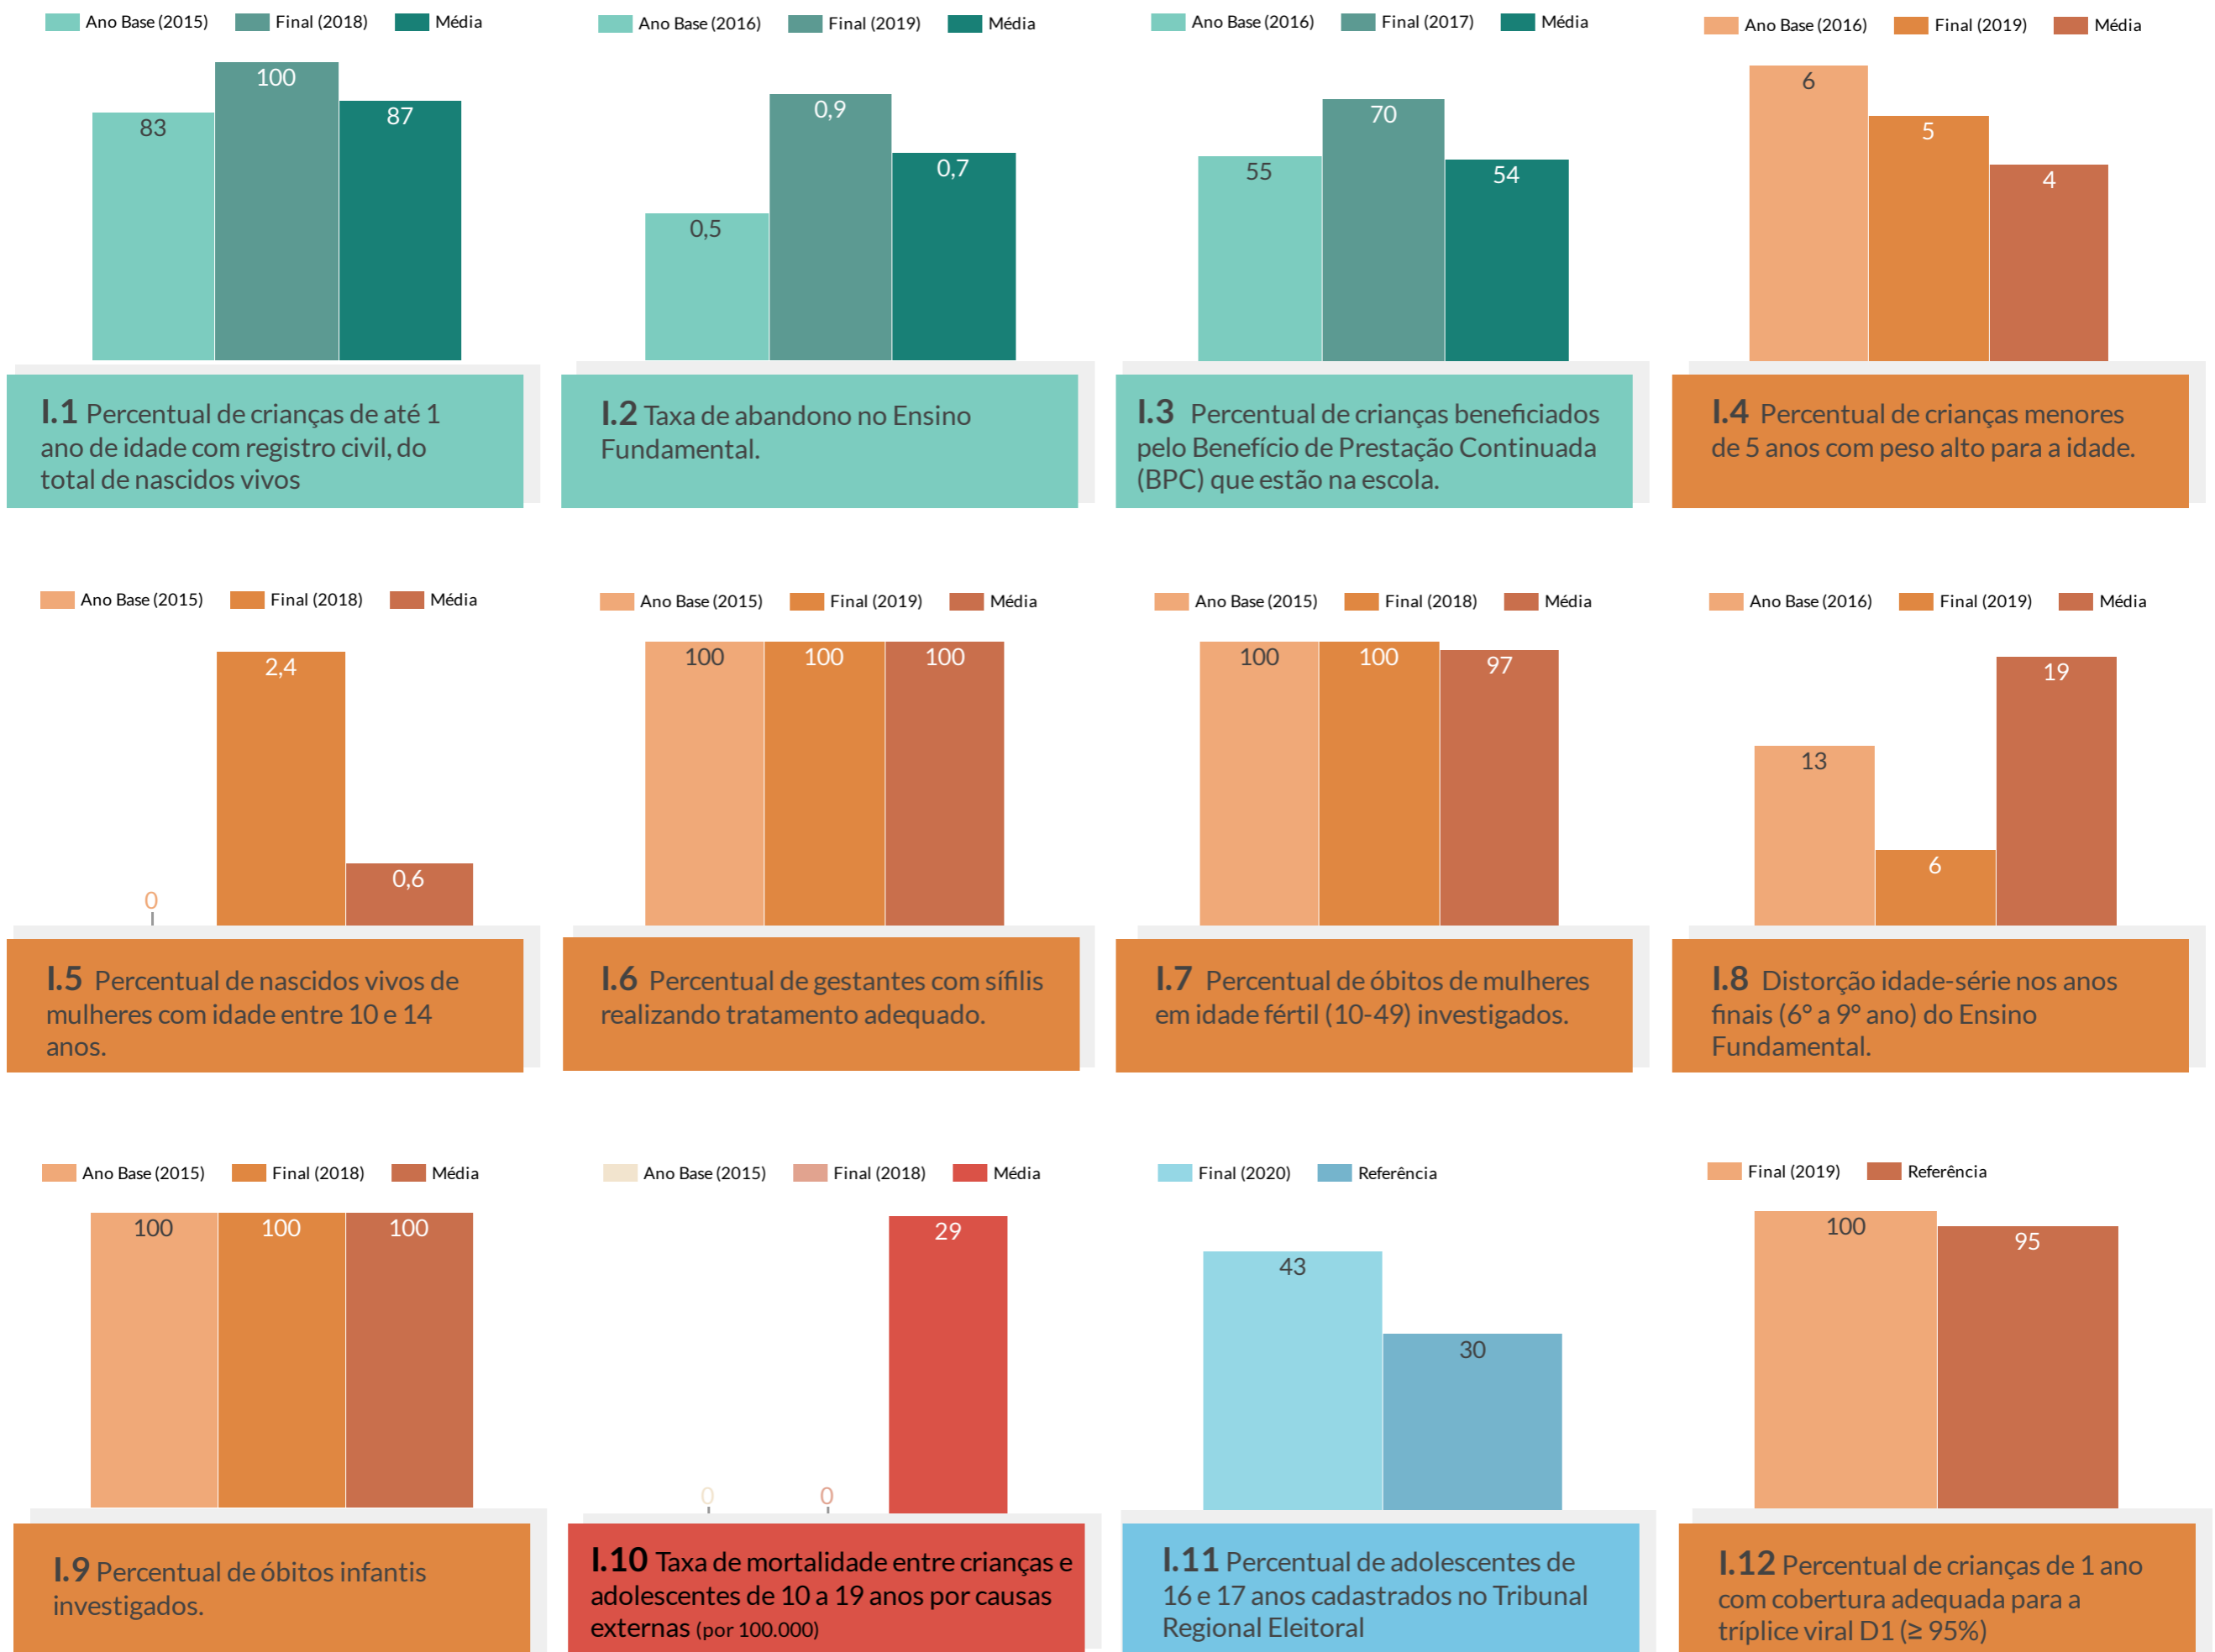 Ano Base (2015) Final (2018) Média
100
83
87
I.1 Percentual de crianças de até 1
ano de idade com registro civil, do
total de nascidos vivos
Ano Base (2016) Final (2019) Média
0,9
0,7
0,5
I.2 Taxa de abandono no Ensino
Fundamental.
Ano Base (2016) Final (2017) Média
70
55
54
I.3 Percentual de crianças beneficiados
pelo Benefício de Prestação Continuada
(BPC) que estão na escola.
Ano Base (2016) Final (2019) Média
6
5
4
I.4 Percentual de crianças menores
de 5 anos com peso alto para a idade.
Ano Base (2015) Final (2018) Média
2,4
0,6
0
I.5 Percentual de nascidos vivos de
mulheres com idade entre 10 e 14
anos.
Ano Base (2015) Final (2019) Média
100 100 100
I.6 Percentual de gestantes com sífilis
realizando tratamento adequado.
Ano Base (2015) Final (2018) Média
100 100 97
I.7 Percentual de óbitos de mulheres
em idade fértil (10-49) investigados.
Ano Base (2016) Final (2019) Média
19
13
6
I.8 Distorção idade-série nos anos
finais (6° a 9° ano) do Ensino
Fundamental.
Ano Base (2015) Final (2018) Média
100 100 100
I.9 Percentual de óbitos infantis
investigados.
Ano Base (2015) Final (2018) Média
29
0 0
I.10 Taxa de mortalidade entre crianças e
adolescentes de 10 a 19 anos por causas
externas (por 100.000)
Final (2020) Referência
43
30
I.11 Percentual de adolescentes de
16 e 17 anos cadastrados no Tribunal
Regional Eleitoral
Final (2019) Referência
100
95
I.12 Percentual de crianças de 1 ano
com cobertura adequada para a
tríplice viral D1 (≥ 95%)